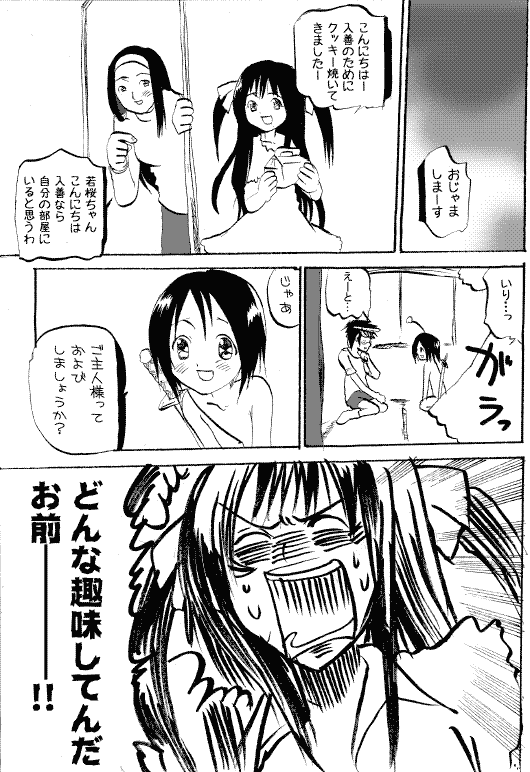 おじゃま
しまーす
こんにちはー
入善のために
クッキー焼いて
きましたー
若桜ちゃん
こんにちは
入善なら
自分の部屋に
いると思うわ
いり…っ
ガラっ
えーと…
じゃあ
ご主人様って
および
しましょうか?
どんな趣味してんだ
お前――!!